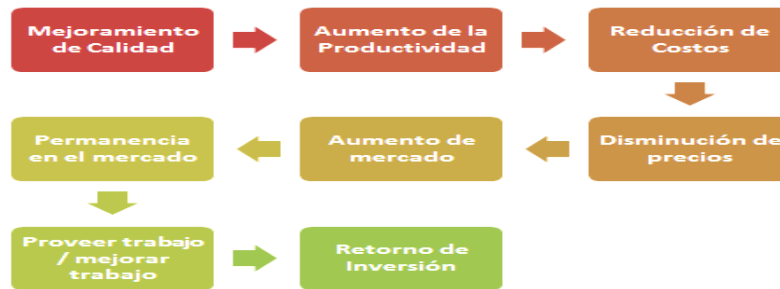 Mejoramiento
de Calidad
Aumento de la
Productividad
Reducción de
Costos
Disminución de
precios
Aumento de
mercado
Permanencia
en el mercado
Proveer trabajo
/ mejorar
trabajo
Retorno de
Inversión